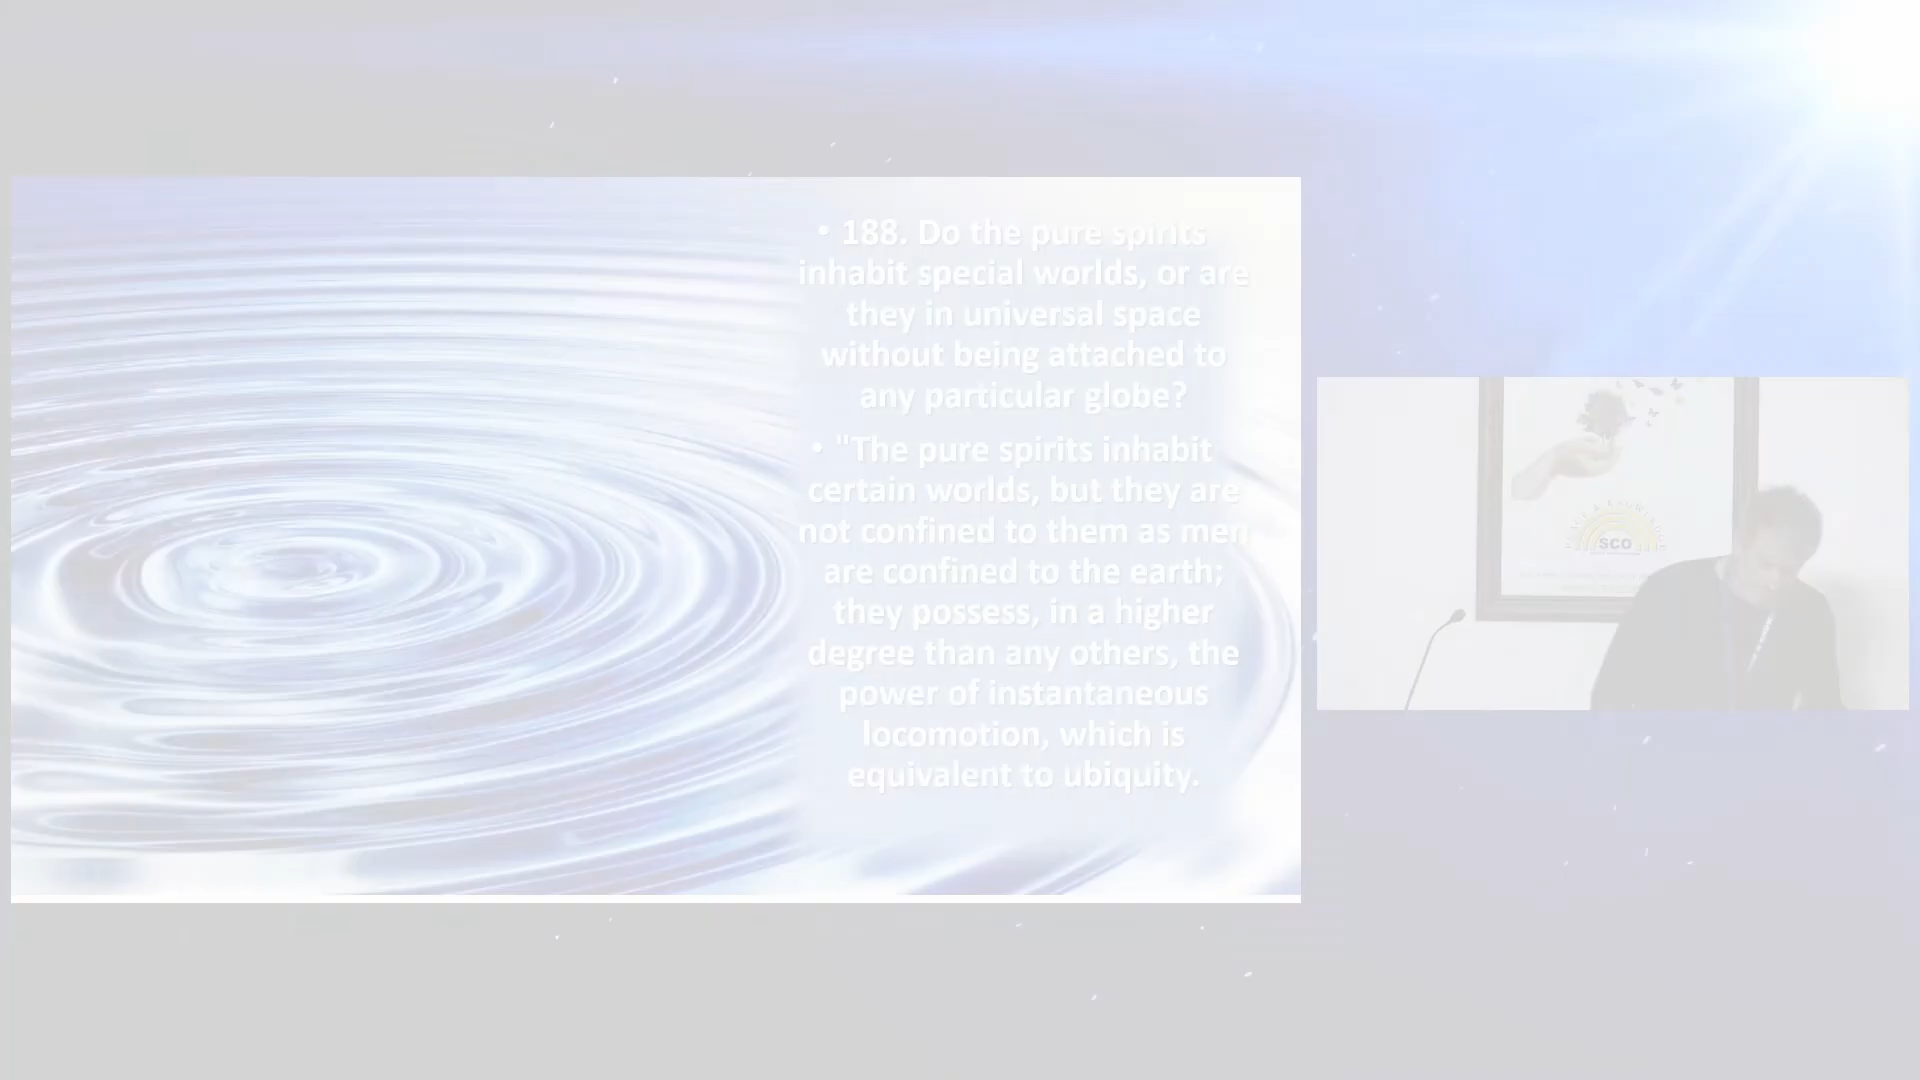 • 188. Do the pure spirits
inhabit special worlds, or are
they in universal space
without being attached to
any particular globe?
• "The pure spirits inhabit
certain worlds, but they are
not confined to them as men
are confined to the earth;
they possess, in a higher
degree than any others, the
power of instantaneous
locomotion, which is
equivalent to ubiquity.
SCO